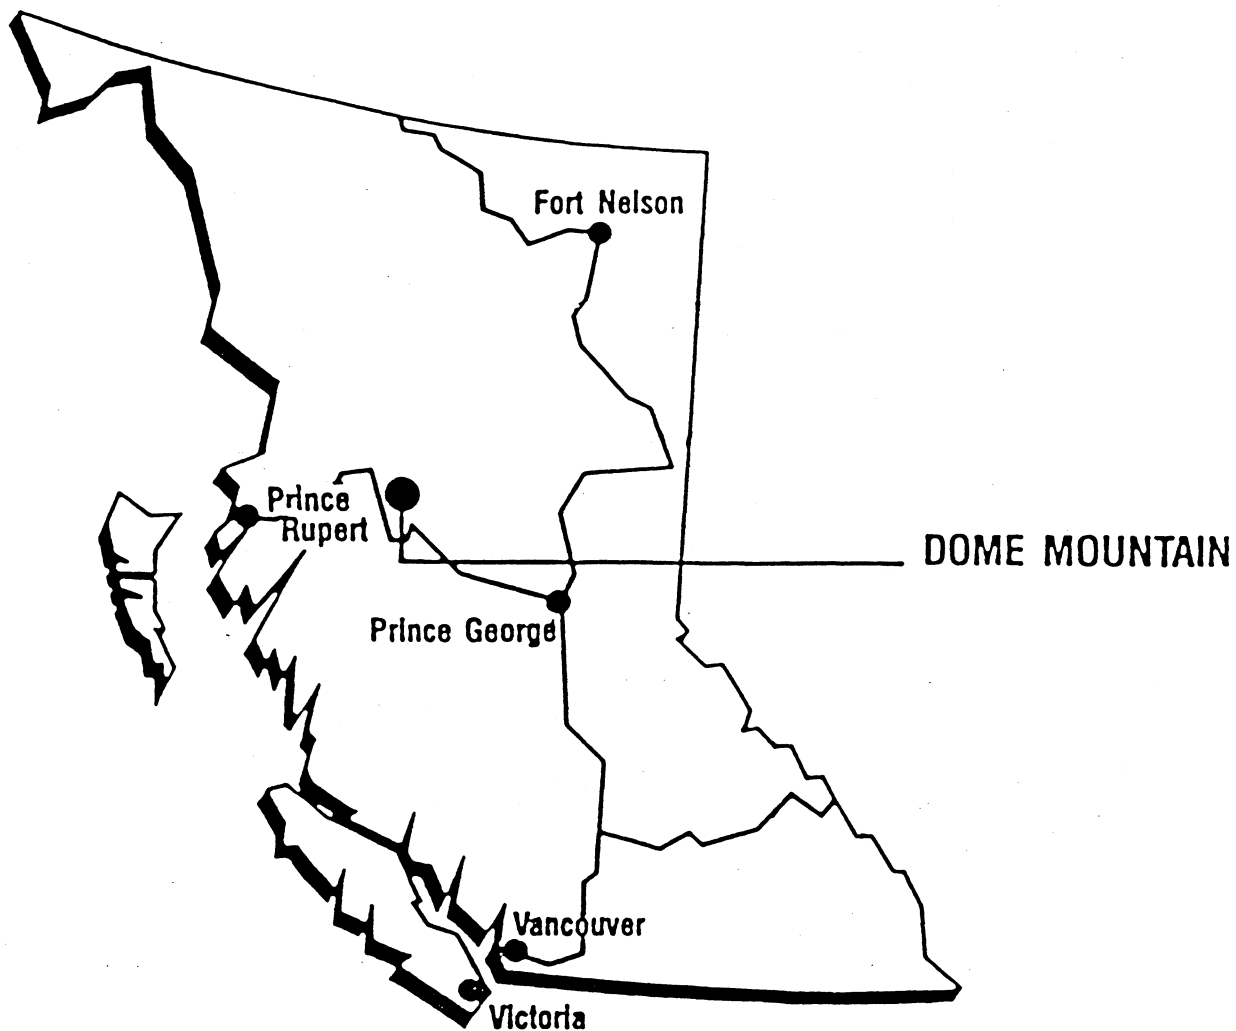 Fort Nelson
Prince
Rupert
DOME MOUNTAIN
Prince George
Vancouver
Victoria